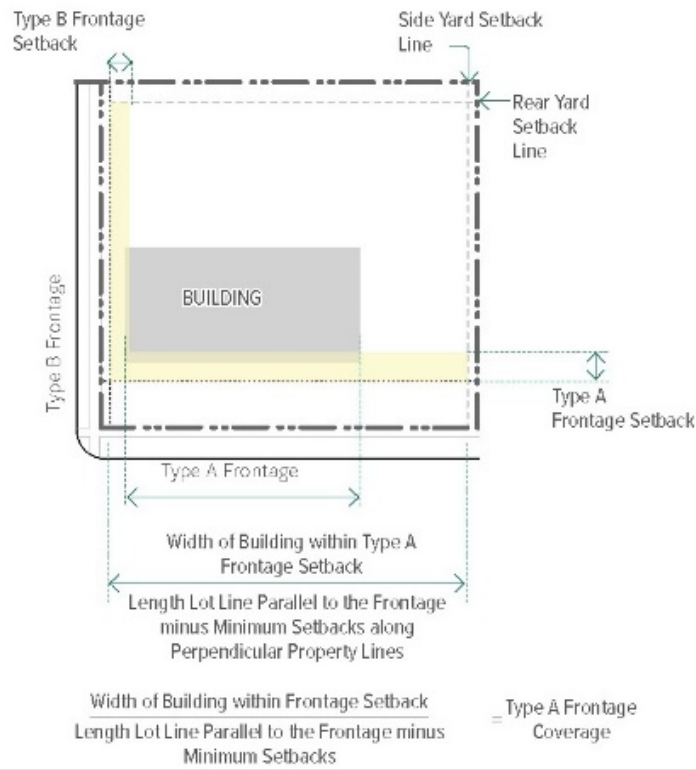 Type B Frontage
Setback
Side Yard Setback
Line
Rear Yard
Setback
Line
BUILDING
Type B Frontage
Type A
Frontage Setback
Type A Frontage
Width of Building within Type A
Frontage Setback
Length Lot Line Parallel to the Frontage
minus Minimum Setbacks along
Perpendicular Property Lines
Width of Building within Frontage Setback
Length Lot Line Parallel to the Frontage minus
Minimum Setbacks
= Type A Frontage
Coverage